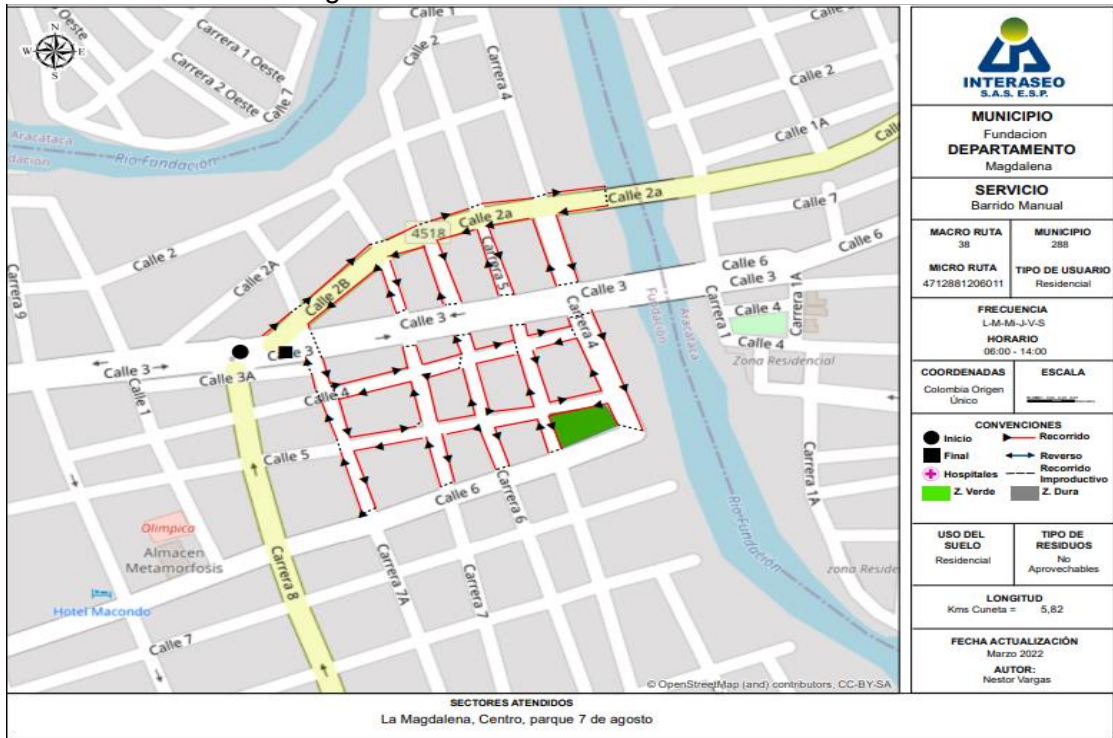 Calle 1
Calle 2
Carrera 4
Carrera 1 Oeste
Carrera 2 Oeste
Calle 7
Calle 2
Calle 1A
Aracataca
Río Fundación
Calle 2a
Calle 2a
Calle 7
4518
Calle 6
Calle 2
Calle 2A
Carrera 5
Calle 6
Calle 3
Calle 2B
Calle 3
Carrera 9
Fundación
Aracataca
Carrera 1
Calle 4
Carrera 1A
Calle 3
Carrera 4
Calle 4
Zona Residencial
Calle 3
Calle 3
Calle 3A
Calle 1
Calle 4
Calle 5
Calle 6
Carrera 6
Carrera 1A
Río Fundación
Olimpica
Almacen
Metamorfosis
Hotel Macondo
Carrera 8
Carrera 7A
Carrera 7
zona Reside
Calle 7
© OpenStreetMap (and) contributors, CC-BY-SA
N
W E
S
INTERASEO
S.A.S. E.S.P.
MUNICIPIO
Fundacion
DEPARTAMENTO
Magdalena
SERVICIO
Barrido Manual
MACRO RUTA
38
MUNICIPIO
288
MICRO RUTA
4712881206011
TIPO DE USUARIO
Residencial
FRECUENCIA
L-M-Mi-J-V-S
HORARIO
06:00 - 14:00
COORDENADAS
Colombia Origen
Único
ESCALA
CONVENCIONES
Inicio
Recorrido
Final
Reverso
Hospitales
Recorrido
Improductivo
Z. Verde
Z. Dura
USO DEL
SUELO
Residencial
TIPO DE
RESIDUOS
No
Aprovechables
LONGITUD
Kms Cuneta = 5,82
FECHA ACTUALIZACIÓN
Marzo 2022
AUTOR:
Nestor Vargas
SECTORES ATENDIDOS
La Magdalena, Centro, parque 7 de agosto